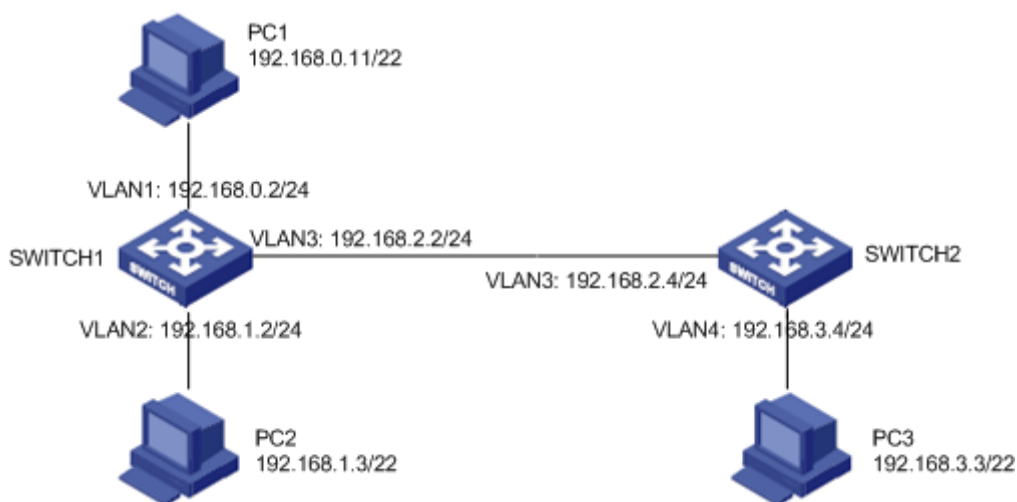 PC1
192.168.0.11/22
VLAN1: 192.168.0.2/24
SWITCH1
VLAN3: 192.168.2.2/24
SWITCH2
VLAN3: 192.168.2.4/24
SWITCH
SWITCH
VLAN2: 192.168.1.2/24
VLAN4: 192.168.3.4/24
PC2
192.168.1.3/22
PC3
192.168.3.3/22